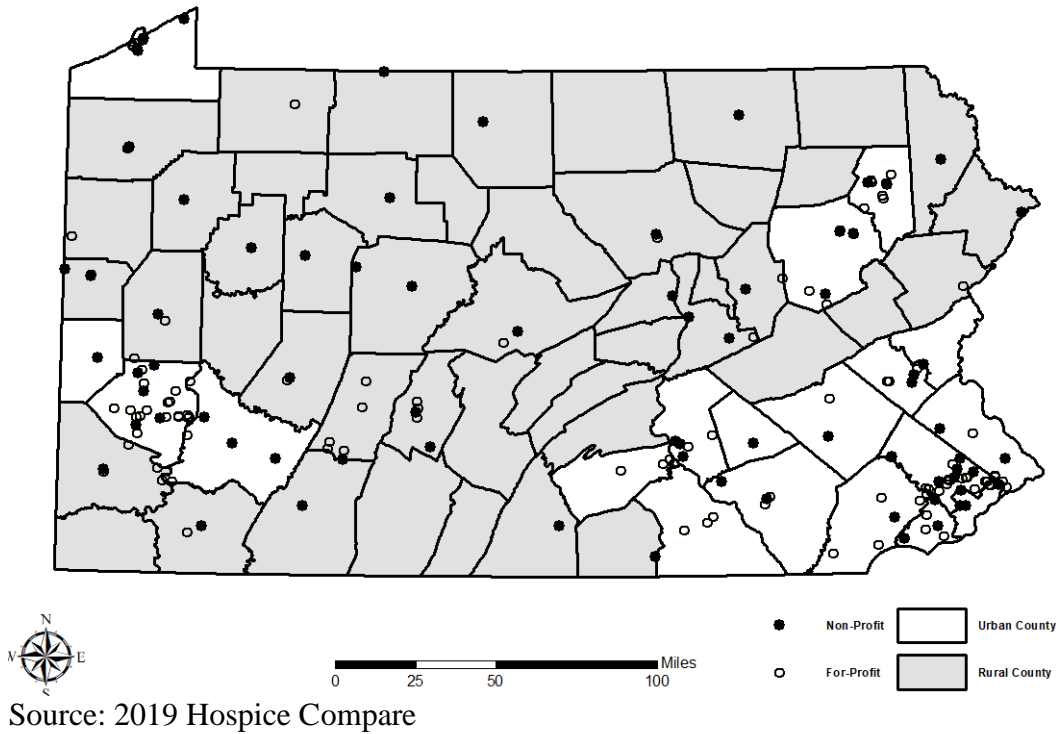 N
W
E
S
Miles
0
25
50
100
Non-Profit
Urban County
For-Profit
Rural County
Source: 2019 Hospice Compare